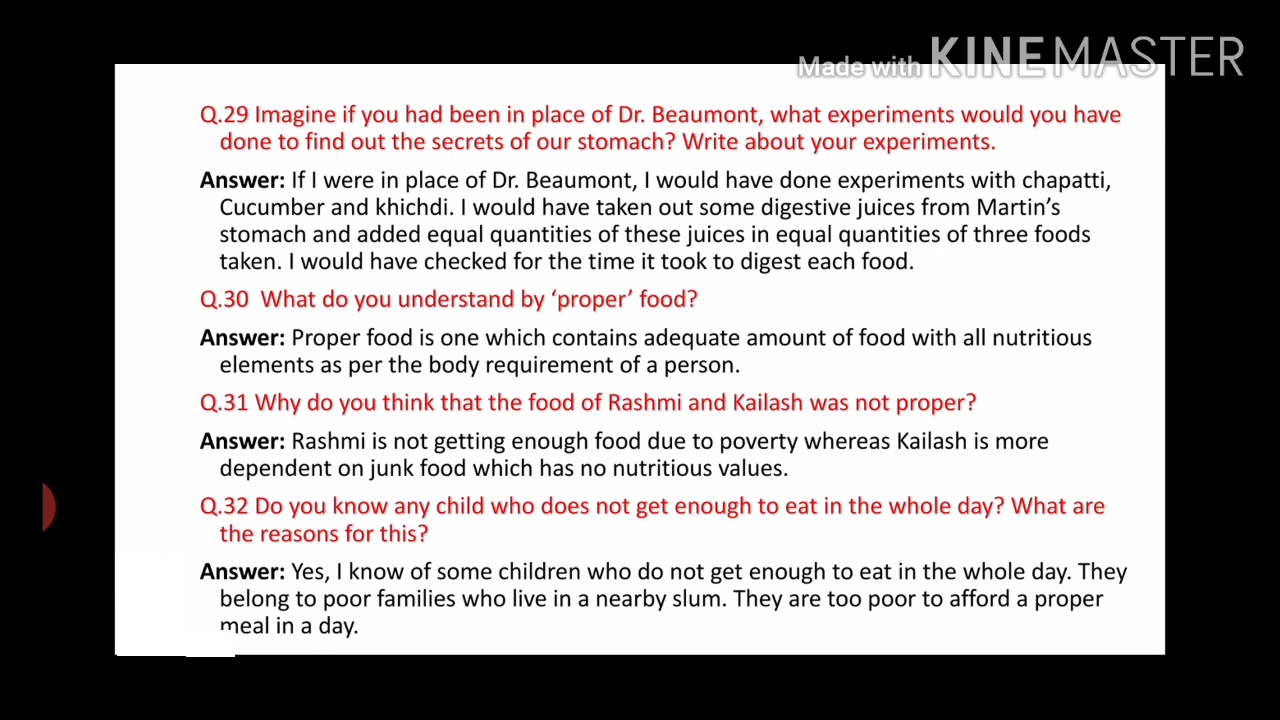 Made with KINEMASTER
Q.29 Imagine if you had been in place of Dr. Beaumont, what experiments would you have
done to find out the secrets of our stomach? Write about your experiments.
Answer: If I were in place of Dr. Beaumont, I would have done experiments with chapatti,
Cucumber and khichdi. I would have taken out some digestive juices from Martin’s
stomach and added equal quantities of these juices in equal quantities of three foods
taken. I would have checked for the time it took to digest each food.
Q.30 What do you understand by ‘proper’ food?
Answer: Proper food is one which contains adequate amount of food with all nutritious
elements as per the body requirement of a person.
Q.31 Why do you think that the food of Rashmi and Kailash was not proper?
Answer: Rashmi is not getting enough food due to poverty whereas Kailash is more
dependent on junk food which has no nutritious values.
Q.32 Do you know any child who does not get enough to eat in the whole day? What are
the reasons for this?
Answer: Yes, I know of some children who do not get enough to eat in the whole day. They
belong to poor families who live in a nearby slum. They are too poor to afford a proper
meal in a day.